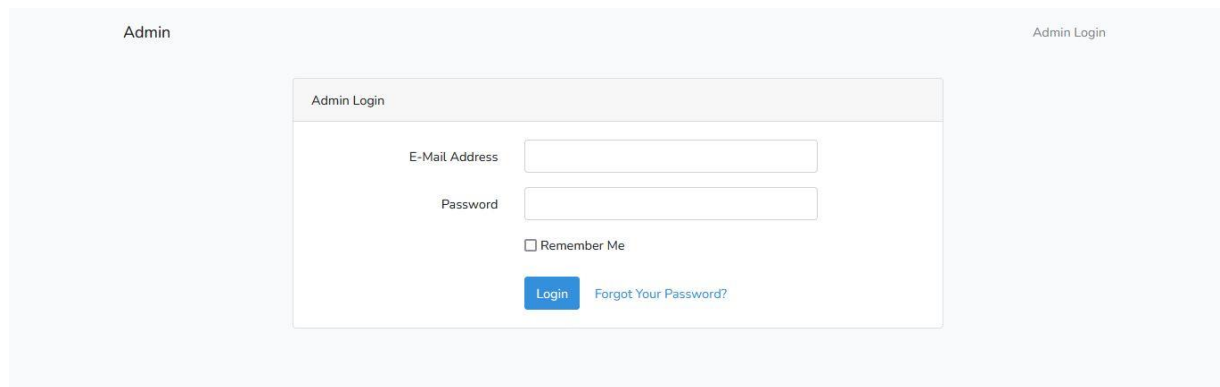 Admin
Admin Login
Admin Login
E-Mail Address
Password
Remember Me
Login Forgot Your Password?